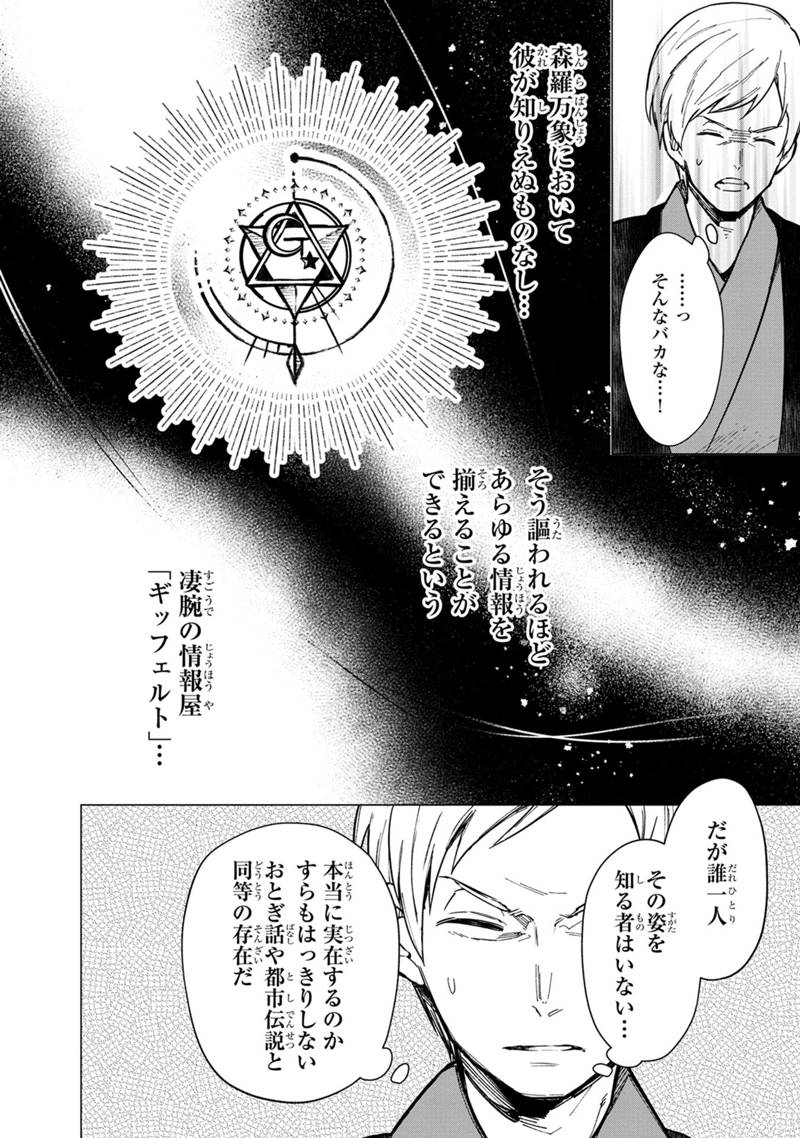 ……っ
そんなバカな…！
森羅万象において
彼が知りえぬものなし…
そう謳われるほど
あらゆる情報を
揃えることが
できるという
凄腕の情報屋
「ギッフェルト」…
だが誰一人
その姿を
知る者はいない…
本当に実在するのか
すらもはっきりしない
おとぎ話や都市伝説と
同等の存在だ